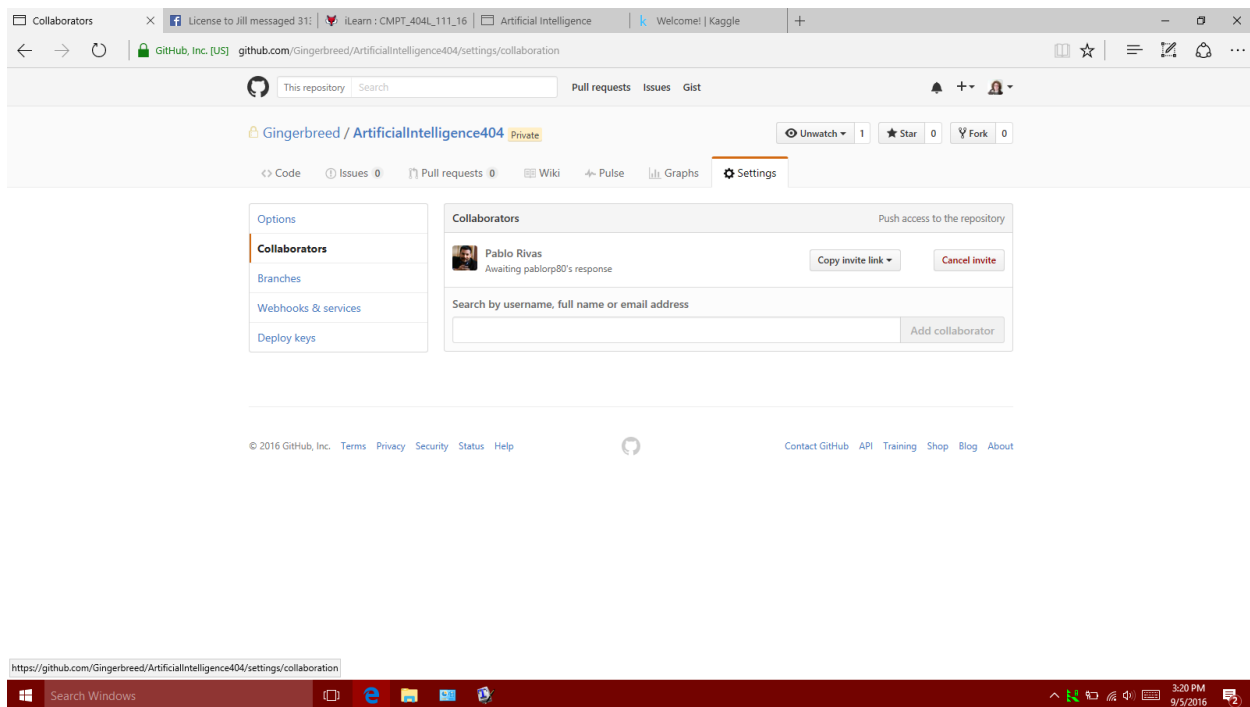 Collaborators
License to Jill messaged 313
iLearn : CMPT_404L_111_16
Artificial Intelligence
k Welcome! | Kaggle
GitHub, Inc. [US] github.com/Gingerbreed/ArtificialIntelligence404/settings/collaboration
This repository Search
Pull requests Issues Gist
Gingerbreed / ArtificialIntelligence404 Private
Unwatch 1 Star 0 Fork 0
Code Issues 0 Pull requests 0 Wiki Pulse Graphs Settings
Options
Collaborators
Branches
Webhooks & services
Deploy keys
Collaborators Push access to the repository
Pablo Rivas
Awaiting pablorp80's response
Copy invite link Cancel invite
Search by username, full name or email address
Add collaborator
© 2016 GitHub, Inc. Terms Privacy Security Status Help
Contact GitHub API Training Shop Blog About
https://github.com/Gingerbreed/ArtificialIntelligence404/settings/collaboration
Search Windows
3:20 PM
9/5/2016
2